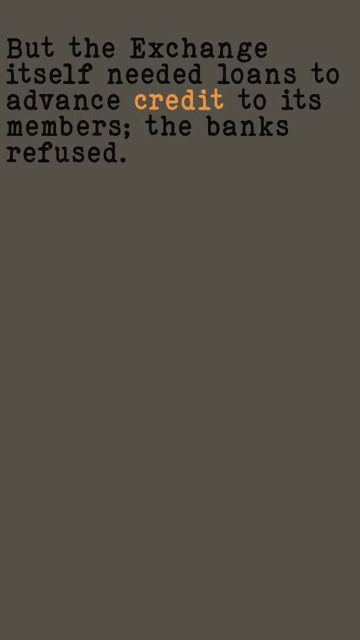 But the Exchange
itself needed loans to
advance credit to its
members; the banks
refused.